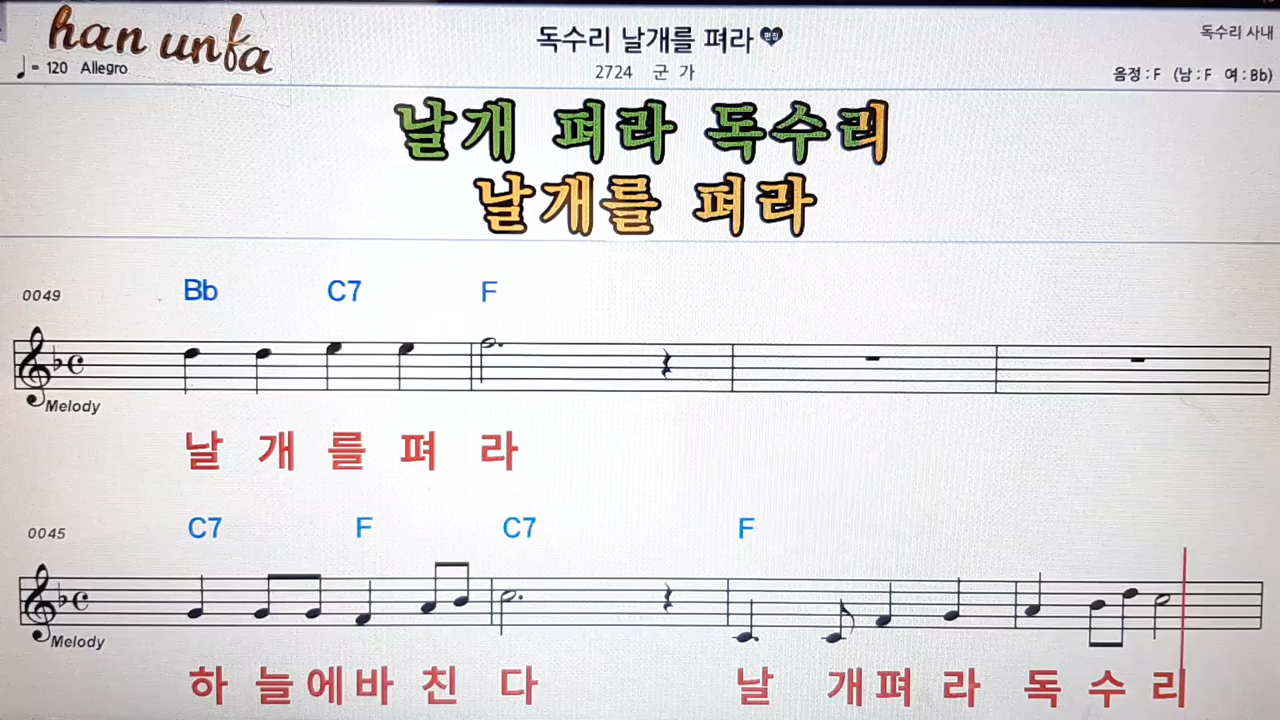 han unfa
독수리 날개를 펴라 편집
독수리 사내
♩= 120 Allegro
2724 군 가
음정 : F (남 : F 여 : Bb)
날개 펴라 독수리
날개를 펴라
0049 Bb C7 F
Melody
날 개 를 펴 라
0045 C7 F C7 F
Melody
하 늘 에 바 친 다 날 개 펴 라 독 수 리